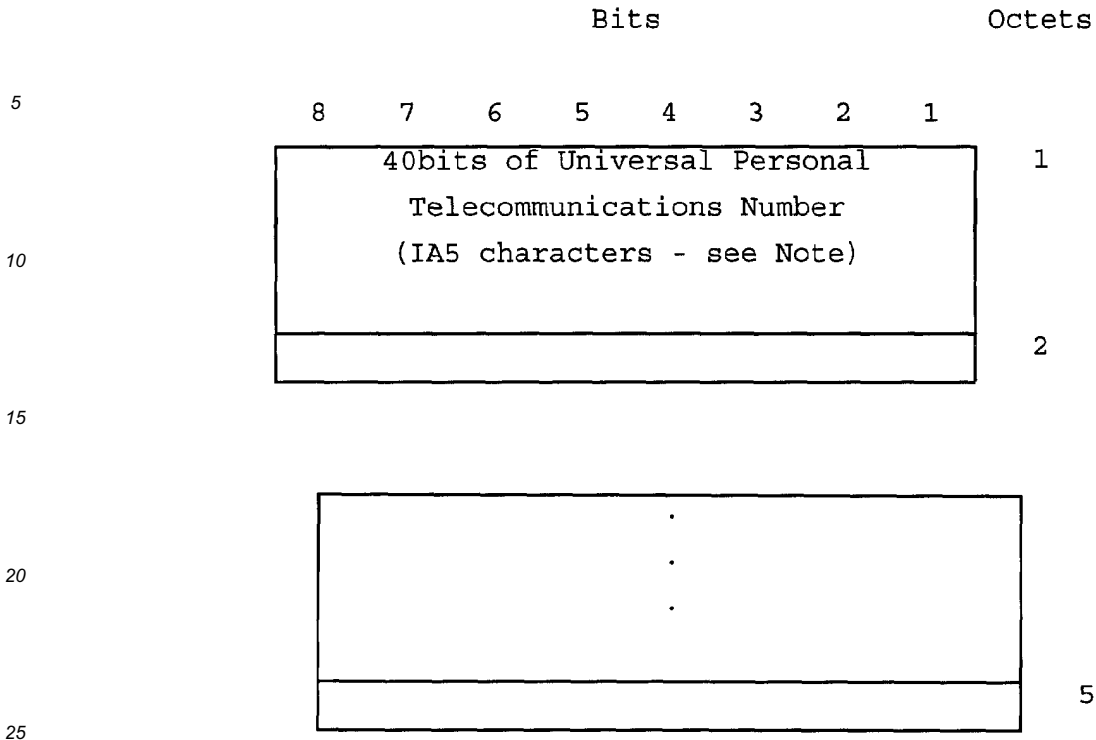 Bits Octets
5
8 7 6 5 4 3 2 1
40bits of Universal Personal 1
Telecommunications Number
10
(IA5 characters - see Note)
2
15
.
20
.
.
5
25